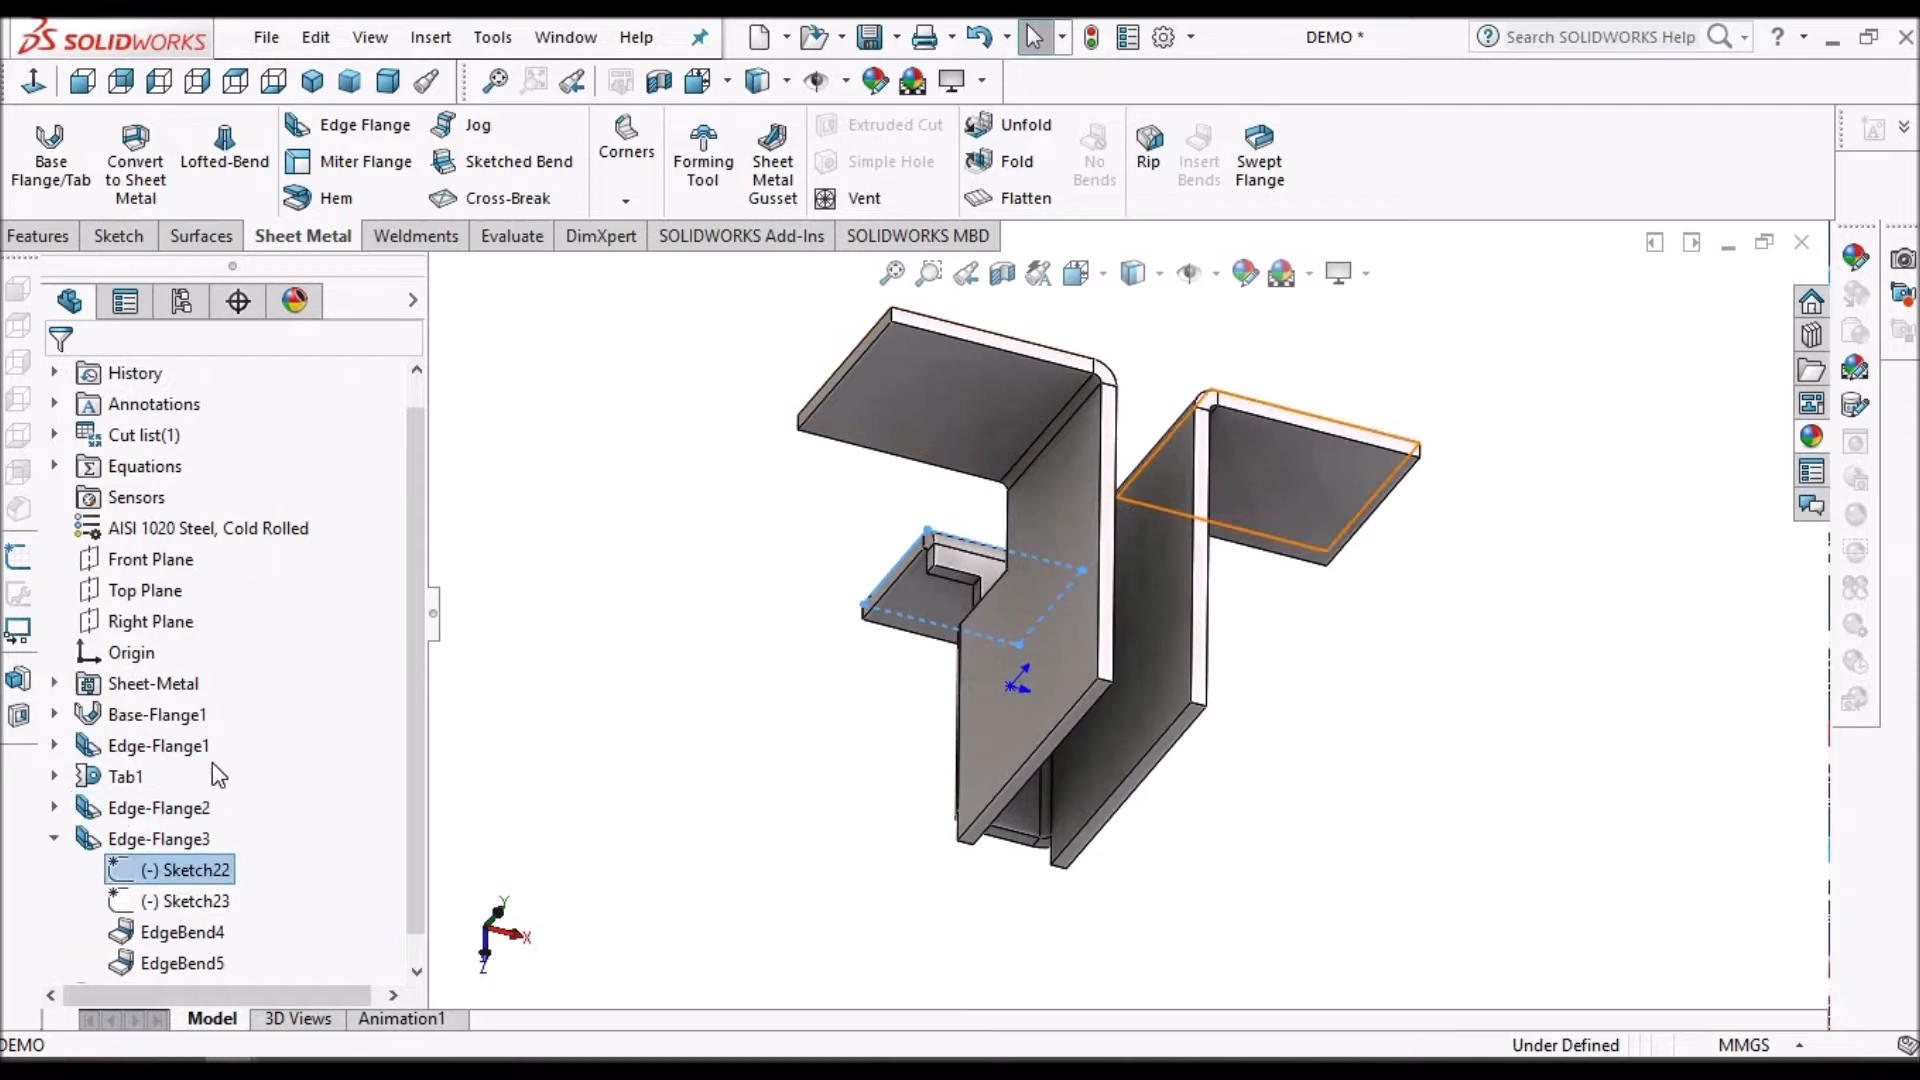 SOLIDWORKS File Edit View Insert Tools Window Help DEMO * Search SOLIDWORKS Help ?
Base Flange/Tab
Convert to Sheet Metal
Lofted-Bend
Edge Flange
Miter Flange
Hem
Jog
Sketched Bend
Cross-Break
Corners
Forming Tool
Sheet Metal Gusset
Extruded Cut
Simple Hole
Vent
Unfold
Fold
Flatten
No Bends
Rip
Insert Bends
Swept Flange
Features Sketch Surfaces Sheet Metal Weldments Evaluate DimXpert SOLIDWORKS Add-Ins SOLIDWORKS MBD
History
Annotations
Cut list(1)
Equations
Sensors
AISI 1020 Steel, Cold Rolled
Front Plane
Top Plane
Right Plane
Origin
Sheet-Metal
Base-Flange1
Edge-Flange1
Tab1
Edge-Flange2
Edge-Flange3
(-) Sketch22
(-) Sketch23
EdgeBend4
EdgeBend5
Y
X
Z
Model 3D Views Animation1
DEMO Under Defined MMGS